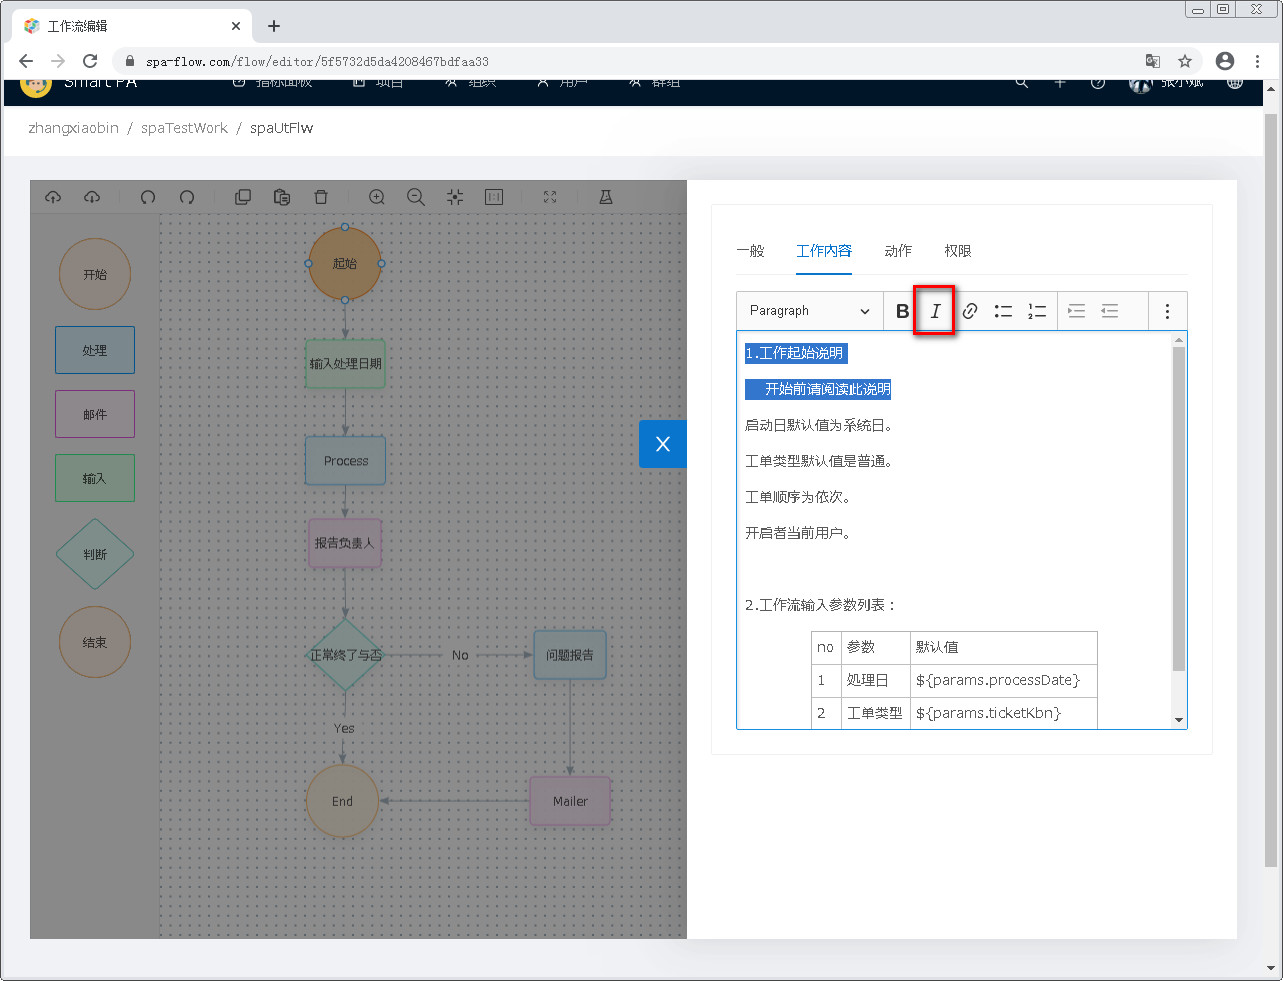 工作流编辑
spa-flow.com/flow/editor/5f5732d5da4208467bdfaa33
Smart PA
指标面板 项目 组织 用户 群组
zhangxiaobin / spaTestWork / spaUtFlw
1:1
开始
处理
邮件
输入
判断
结束
起始
输入处理日期
Process
报告负责人
正常终了与否
No
问题报告
Yes
End
Mailer
X
一般 工作内容 动作 权限
Paragraph B I
1.工作起始说明
开始前请阅读此说明
启动日默认值为系统日。
工单类型默认值是普通。
工单顺序为依次。
开启者当前用户。
2.工作流输入参数列表：
no 参数 默认值
1 处理日 ${params.processDate}
2 工单类型 ${params.ticketKbn}